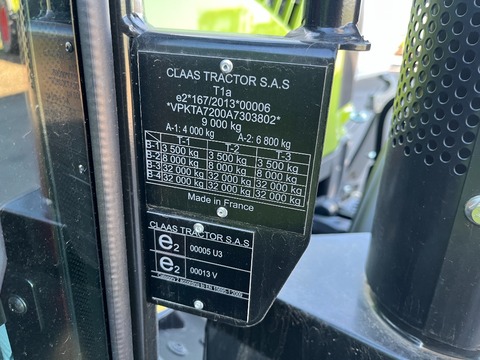 CLAAS TRACTOR S.A.S
T1a
e2*167/2013*00006
*VPKTA7200A7303802*
9 000 kg
A-1: 4 000 kg A-2: 6 800 kg
T-1 T-2 T-3
B-1 3 500 kg 3 500 kg 3 500 kg
B-2 8 000 kg 8 000 kg 8 000 kg
B-3 32 000 kg 32 000 kg 32 000 kg
B-4 32 000 kg 32 000 kg 32 000 kg
Made in France
CLAAS TRACTOR S.A.S
e2 00005 U3
e2 00013 V